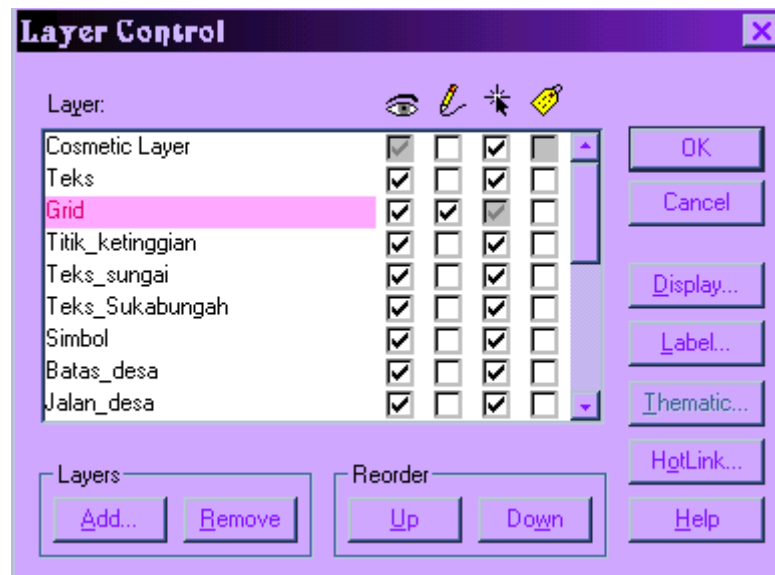 Layer Control
Layer:
Cosmetic Layer
Teks
Grid
Titik_ketinggian
Teks_sungai
Teks_Sukabungah
Simbol
Batas_desa
Jalan_desa
OK
Cancel
Display...
Label...
Thematic...
HotLink...
Help
Layers
Add...
Remove
Reorder
Up
Down